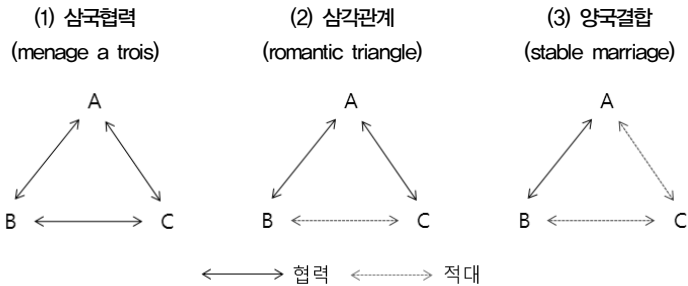 (1) 삼국협력
(menage a trois)
(2) 삼각관계
(romantic triangle)
(3) 양국결합
(stable marriage)
A
B
C
A
B
C
A
B
C
협력
적대